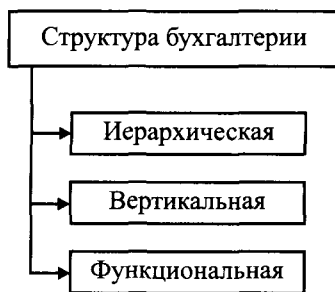 Структура бухгалтерии
Иерархическая
Вертикальная
Функциональная